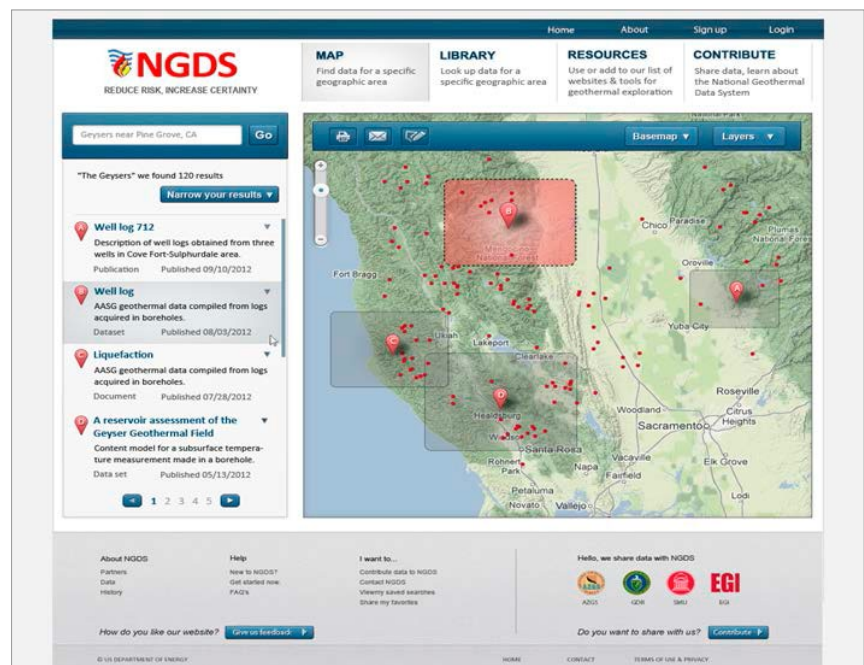 Home About Sign up Login
NGDS
REDUCE RISK, INCREASE CERTAINTY
MAP
Find data for a specific
geographic area
LIBRARY
Look up data for a
specific geographic area
RESOURCES
Use or add to our list of
websites & tools for
geothermal exploration
CONTRIBUTE
Share data, learn about
the National Geothermal
Data System
Geysers near Pine Grove, CA
Go
"The Geysers" we found 120 results
Narrow your results
A
Well log 712
Description of well logs obtained from three
wells in Cove Fort-Sulphurdale area.
Publication Published 09/10/2012
B
Well log
AASG geothermal data compiled from logs
acquired in boreholes.
Dataset Published 08/03/2012
C
Liquefaction
AASG geothermal data compiled from logs
acquired in boreholes.
Document Published 07/28/2012
D
A reservoir assessment of the
Geyser Geothermal Field
Content model for a subsurface tempera-
ture measurement made in a borehole.
Data set Published 05/13/2012
1 2 3 4 5
Basemap Layers
B
Mendocino
National Forest
Chico
Paradise
Plumas
National Fores
Oroville
Fort Bragg
A
Yuba City
Ukiah
C
Lakeport
Clearlake
D
Healdsburg
Windsor
Santa Rosa
Rohnert
Park
Petaluma
Novato
Vallejo
Napa
Fairfield
Vacaville
Woodland
Sacramento
Roseville
Citrus
Heights
Elk Grove
Lodi
About NGDS
Partners
Data
History
Help
New to NGDS?
Get started now.
FAQ's
I want to...
Contribute data to NGDS
Contact NGDS
Viewmy saved searches
Share my favorites
Hello, we share data with NGDS
AZGS
GDR
SMU
EGI
EGI
How do you like our website? Give us feedback
Do you want to share with us? Contribute
© US DEPARTMENT OF ENERGY
HOME CONTACT TERMS OF USE & PRIVACY